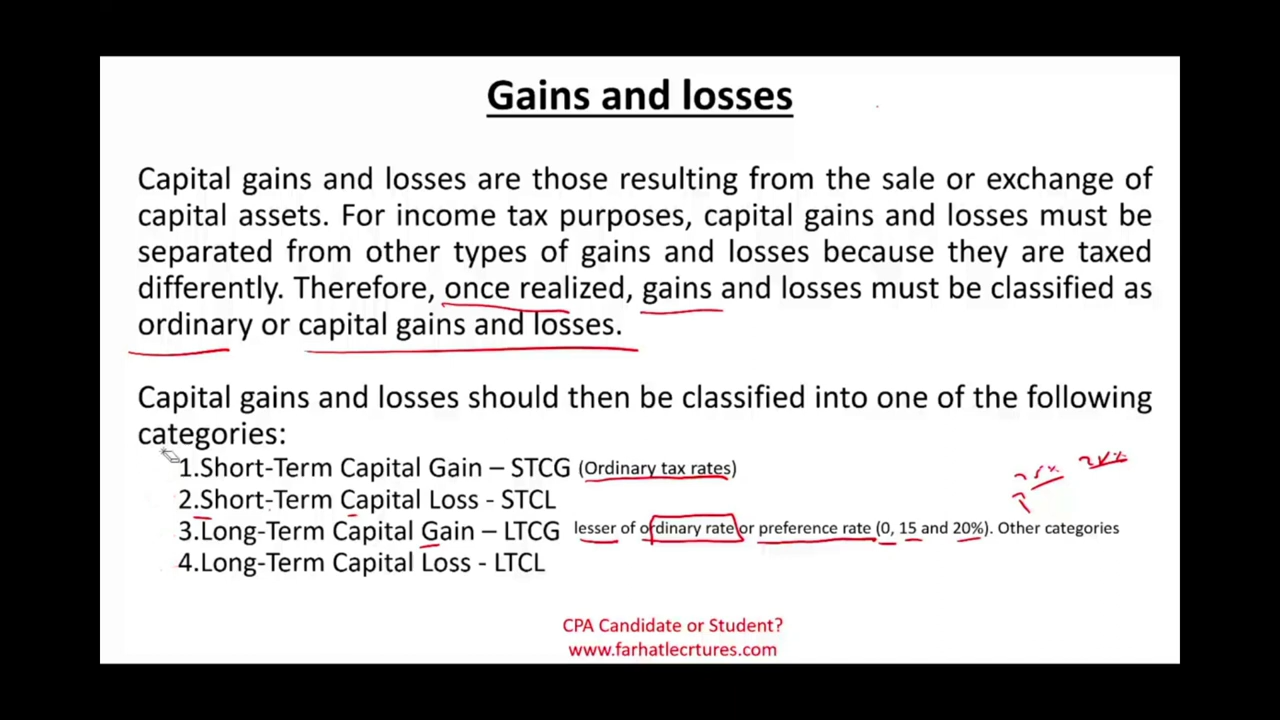 Gains and losses
Capital gains and losses are those resulting from the sale or exchange of
capital assets. For income tax purposes, capital gains and losses must be
separated from other types of gains and losses because they are taxed
differently. Therefore, once realized, gains and losses must be classified as
ordinary or capital gains and losses.
Capital gains and losses should then be classified into one of the following
categories:
1.Short-Term Capital Gain – STCG (Ordinary tax rates)
2.Short-Term Capital Loss - STCL
3.Long-Term Capital Gain – LTCG lesser of ordinary rate or preference rate (0, 15 and 20%). Other categories
4.Long-Term Capital Loss - LTCL
CPA Candidate or Student?
www.farhatlecrtures.com